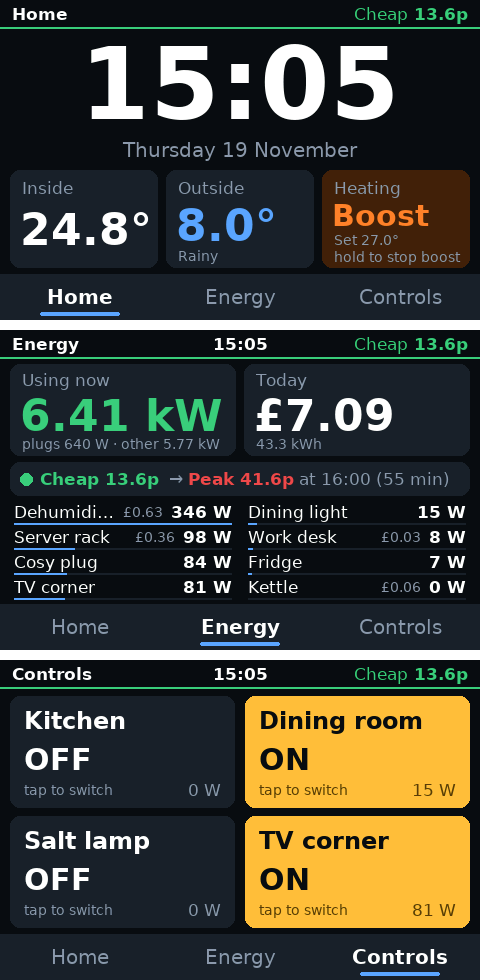 Home Cheap 13.6p
15:05
Thursday 19 November
Inside Outside Heating
24.8° 8.0° Boost
Rainy Set 27.0°
hold to stop boost
Home Energy Controls
Energy 15:05 Cheap 13.6p
Using now Today
6.41 kW £7.09
plugs 640 W · other 5.77 kW 43.3 kWh
Cheap 13.6p → Peak 41.6p at 16:00 (55 min)
Dehumidi... £0.63 346 W Dining light 15 W
Server rack £0.36 98 W Work desk £0.03 8 W
Cosy plug 84 W Fridge 7 W
TV corner 81 W Kettle £0.06 0 W
Home Energy Controls
Controls 15:05 Cheap 13.6p
Kitchen Dining room
OFF ON
tap to switch 0 W tap to switch 15 W
Salt lamp TV corner
OFF ON
tap to switch 0 W tap to switch 81 W
Home Energy Controls